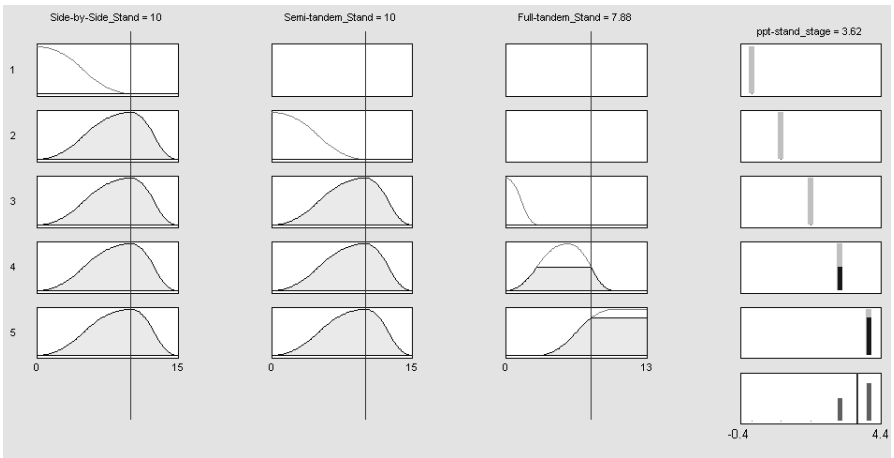 Side-by-Side_Stand = 10 Semi-tandem_Stand = 10 Full-tandem_Stand = 7.88
ppt-stand_stage = 3.62
1
2
3
4
5
0 15 0 15 0 13
-0.4 4.4